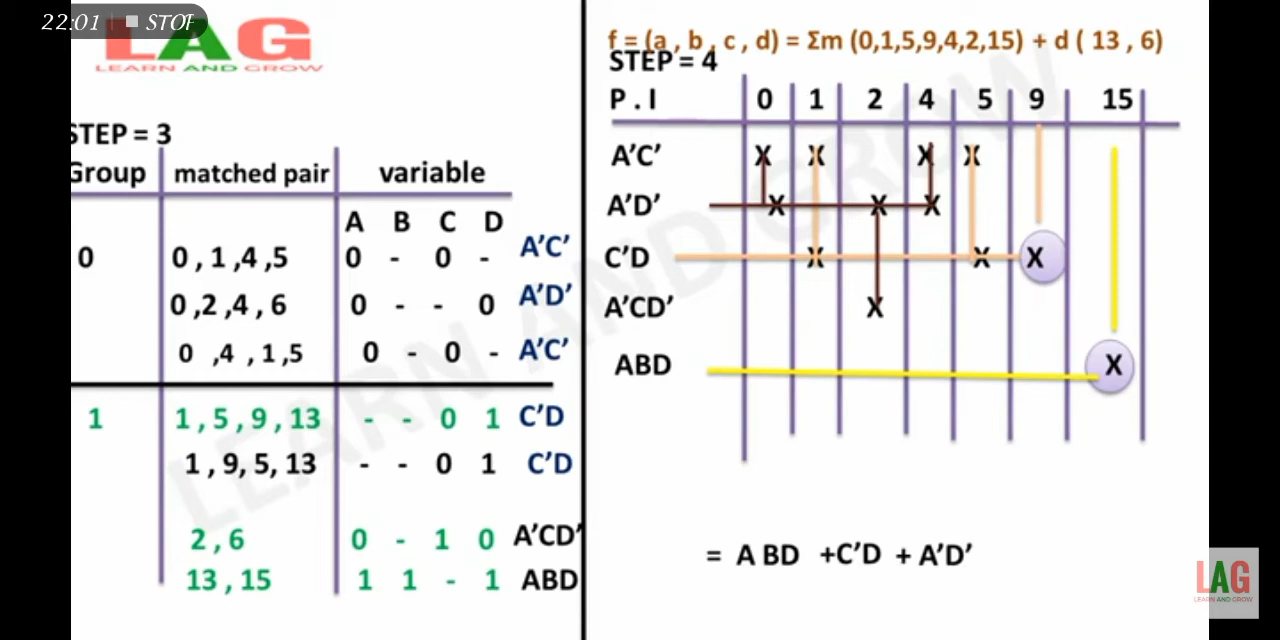 22:01 STOP
LAG
LEARN AND GROW
STEP = 3
Group matched pair variable
A B C D
0 0 , 1 ,4 ,5 0 - 0 - A'C'
0 ,2 ,4 , 6 0 - - 0 A'D'
0 ,4 , 1 ,5 0 - 0 - A'C'
1 1 , 5 , 9 , 13 - - 0 1 C'D
1 , 9, 5, 13 - - 0 1 C'D
2 , 6 0 - 1 0 A'CD'
13 , 15 1 1 - 1 ABD
f = (a , b , c , d) = Σm (0,1,5,9,4,2,15) + d ( 13 , 6)
STEP = 4
P . I 0 1 2 4 5 9 15
A'C' X X X X
A'D' X X X
C'D X X X
A'CD' X
ABD X
= A BD +C'D + A'D'
LEARN AND GROW
LAG
LEARN AND GROW